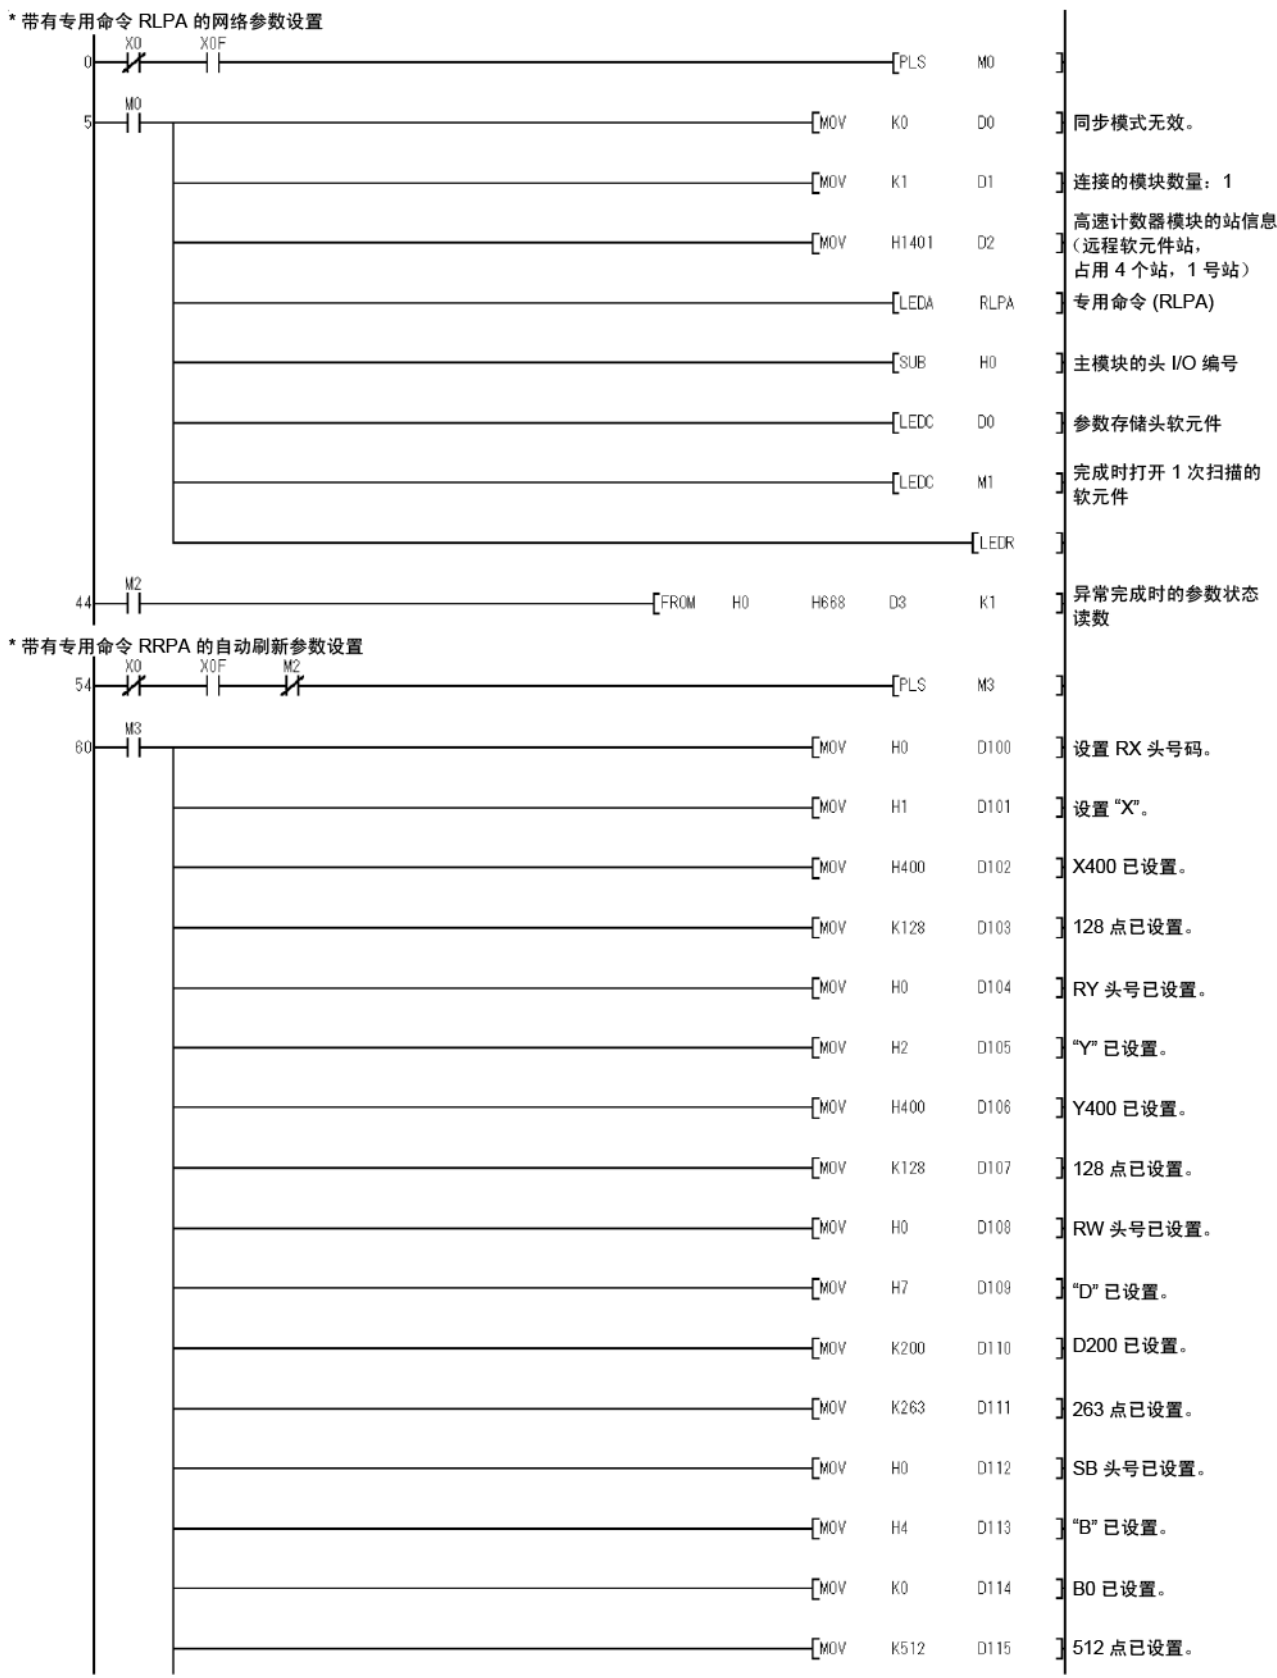 * 带有专用命令 RLPA 的网络参数设置
X0 X0F
0 PLS M0
M0
5 MOV K0 D0 同步模式无效。
MOV K1 D1 连接的模块数量：1
高速计数器模块的站信息
MOV H1401 D2 （远程软元件站，
占用 4 个站，1 号站）
LEDA RLPA 专用命令 (RLPA)
SUB H0 主模块的头 I/O 编号
LEDC D0 参数存储头软元件
LEDC M1 完成时打开 1 次扫描的
软元件
LEDR
M2
44 FROM H0 H668 D3 K1 异常完成时的参数状态
读数
* 带有专用命令 RRPA 的自动刷新参数设置
X0 X0F M2
54 PLS M3
M3
60 MOV H0 D100 设置 RX 头号码。
MOV H1 D101 设置 “X”。
MOV H400 D102 X400 已设置。
MOV K128 D103 128 点已设置。
MOV H0 D104 RY 头号已设置。
MOV H2 D105 “Y” 已设置。
MOV H400 D106 Y400 已设置。
MOV K128 D107 128 点已设置。
MOV H0 D108 RW 头号已设置。
MOV H7 D109 “D” 已设置。
MOV K200 D110 D200 已设置。
MOV K263 D111 263 点已设置。
MOV H0 D112 SB 头号已设置。
MOV H4 D113 “B” 已设置。
MOV K0 D114 B0 已设置。
MOV K512 D115 512 点已设置。